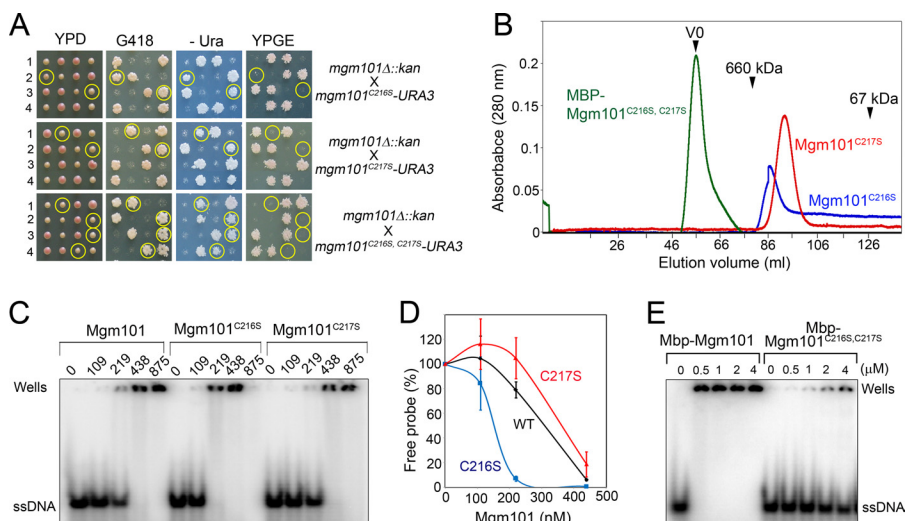 A
YPD G418 - Ura YPGE
1
2
3
4
mgm101Δ::kan
X
mgm101C216S-URA3
1
2
3
4
mgm101Δ::kan
X
mgm101C217S-URA3
1
2
3
4
mgm101Δ::kan
X
mgm101C216S, C217S-URA3
B
V0
660 kDa
67 kDa
MBP-
Mgm101C216S, C217S
Mgm101C217S
Mgm101C216S
Absorbabce (280 nm)
0.2
0.15
0.1
0.05
0
26 46 66 86 106 126
Elution volume (ml)
C
Mgm101 Mgm101C216S Mgm101C217S
0 109 219 438 875 0 109 219 438 875 0 109 219 438 875
Wells
ssDNA
D
Free probe (%)
120
100
80
60
40
20
0
C217S
WT
C216S
0 100 200 300 400 500
Mgm101 (nM)
E
Mbp-Mgm101 Mbp-
Mgm101C216S,C217S
0 0.5 1 2 4 0 0.5 1 2 4 (μM)
Wells
ssDNA